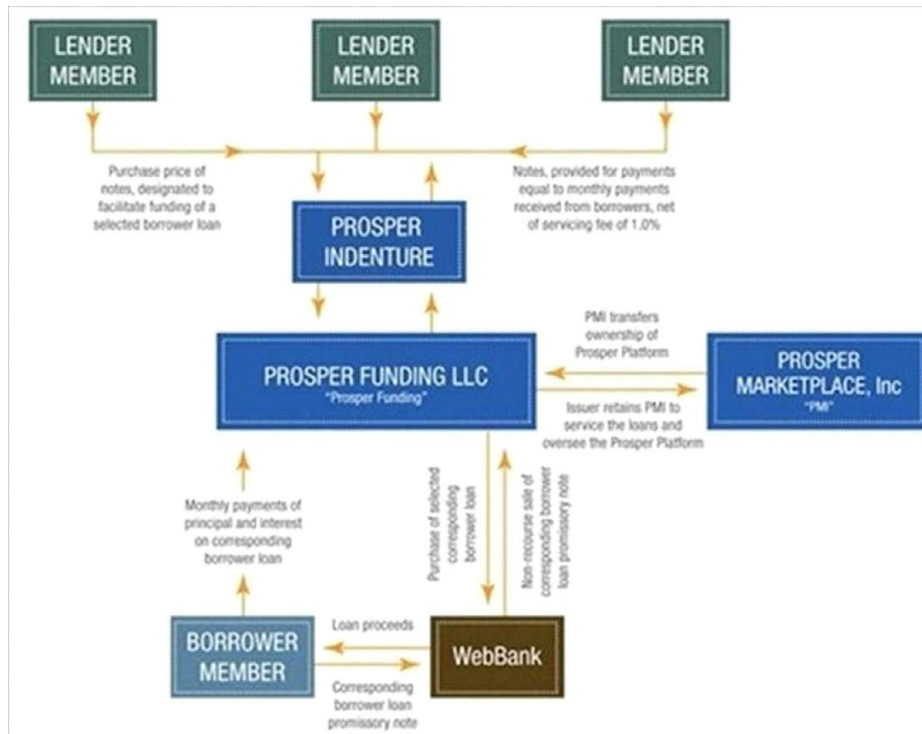 LENDER
MEMBER
LENDER
MEMBER
LENDER
MEMBER
Purchase price of
notes, designated to
facilitate funding of a
selected borrower loan
Notes, provided for payments
equal to monthly payments
received from borrowers, net
of servicing fee of 1.0%
PROSPER
INDENTURE
PROSPER FUNDING LLC
"Prosper Funding"
PMI transfers
ownership of
Prosper Platform
PROSPER
MARKETPLACE, Inc
"PMI"
Issuer retains PMI to
service the loans and
oversee the Prosper Platform
Monthly payments of
principal and interest
on corresponding
borrower loan
Purchase of selected
corresponding
borrower loan
Non-recourse sale of
corresponding borrower
loan promissory note
BORROWER
MEMBER
Loan proceeds
WebBank
Corresponding
borrower loan
promissory note